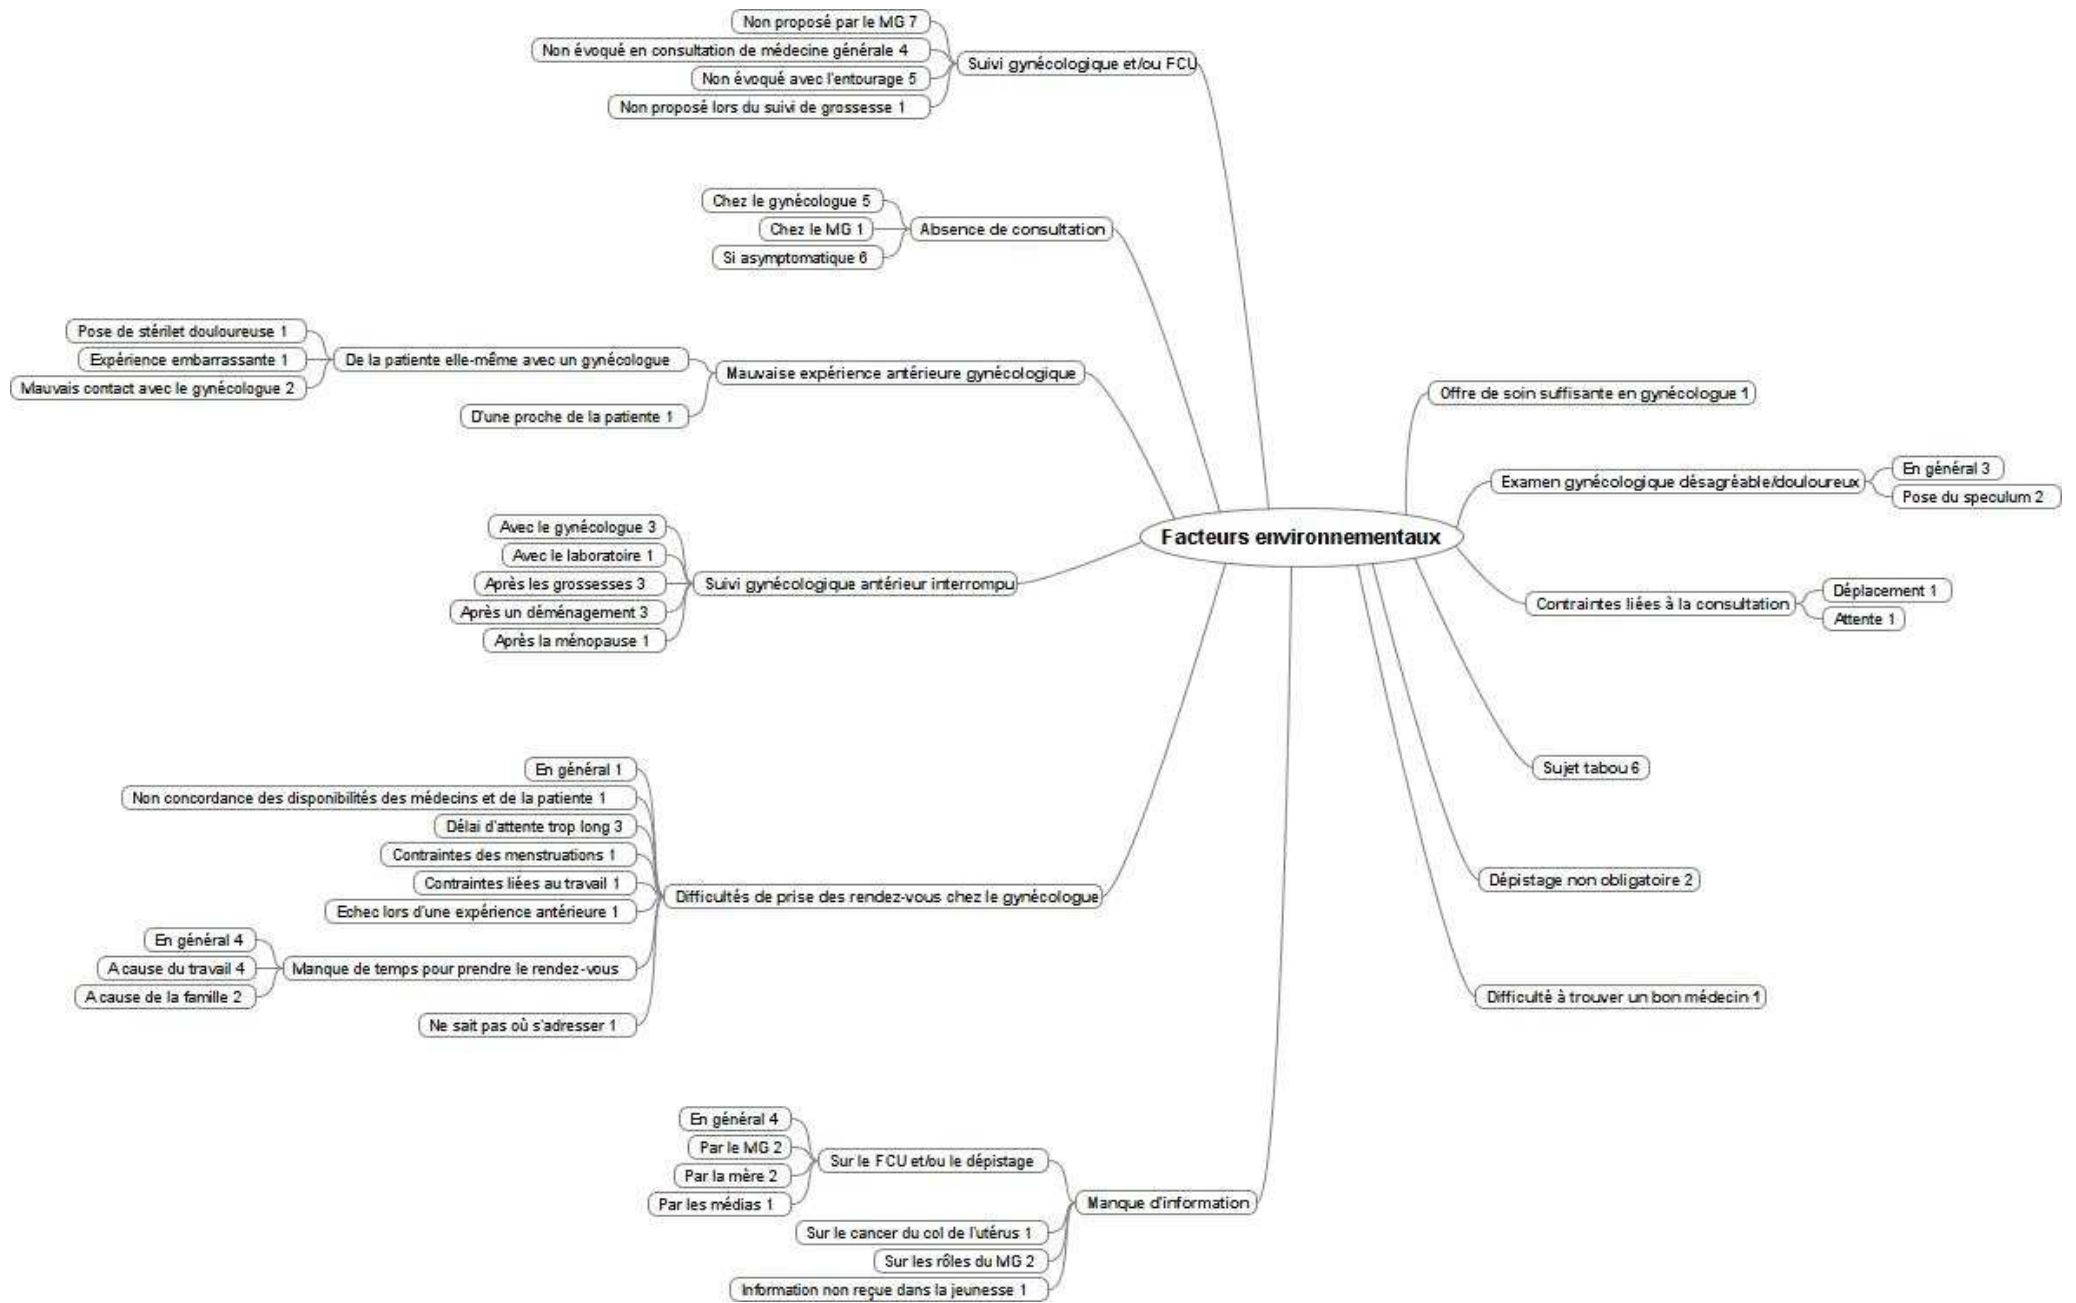 Non proposé par le MG 7
Non évoqué en consultation de médecine générale 4
Non évoqué avec l'entourage 5
Non proposé lors du suivi de grossesse 1
Suivi gynécologique et/ou FCU
Chez le gynécologue 5
Chez le MG 1
Si asymptomatique 6
Absence de consultation
Pose de stérilet douloureuse 1
Expérience embarrassante 1
Mauvais contact avec le gynécologue 2
De la patiente elle-même avec un gynécologue
D'une proche de la patiente 1
Mauvaise expérience antérieure gynécologique
Avec le gynécologue 3
Avec le laboratoire 1
Après les grossesses 3
Après un déménagement 3
Après la ménopause 1
Suivi gynécologique antérieur interrompu
En général 1
Non concordance des disponibilités des médecins et de la patiente 1
Délai d'attente trop long 3
Contraintes des menstruations 1
Contraintes liées au travail 1
Echec lors d'une expérience antérieure 1
En général 4
A cause du travail 4
A cause de la famille 2
Manque de temps pour prendre le rendez-vous
Ne sait pas où s'adresser 1
Difficultés de prise des rendez-vous chez le gynécologue
En général 4
Par le MG 2
Par la mère 2
Par les médias 1
Sur le FCU et/ou le dépistage
Sur le cancer du col de l'utérus 1
Sur les rôles du MG 2
Information non reçue dans la jeunesse 1
Manque d'information
Facteurs environnementaux
Offre de soin suffisante en gynécologue 1
Examen gynécologique désagréable/douloureux
En général 3
Pose du speculum 2
Contraintes liées à la consultation
Déplacement 1
Attente 1
Sujet tabou 6
Dépistage non obligatoire 2
Difficulté à trouver un bon médecin 1